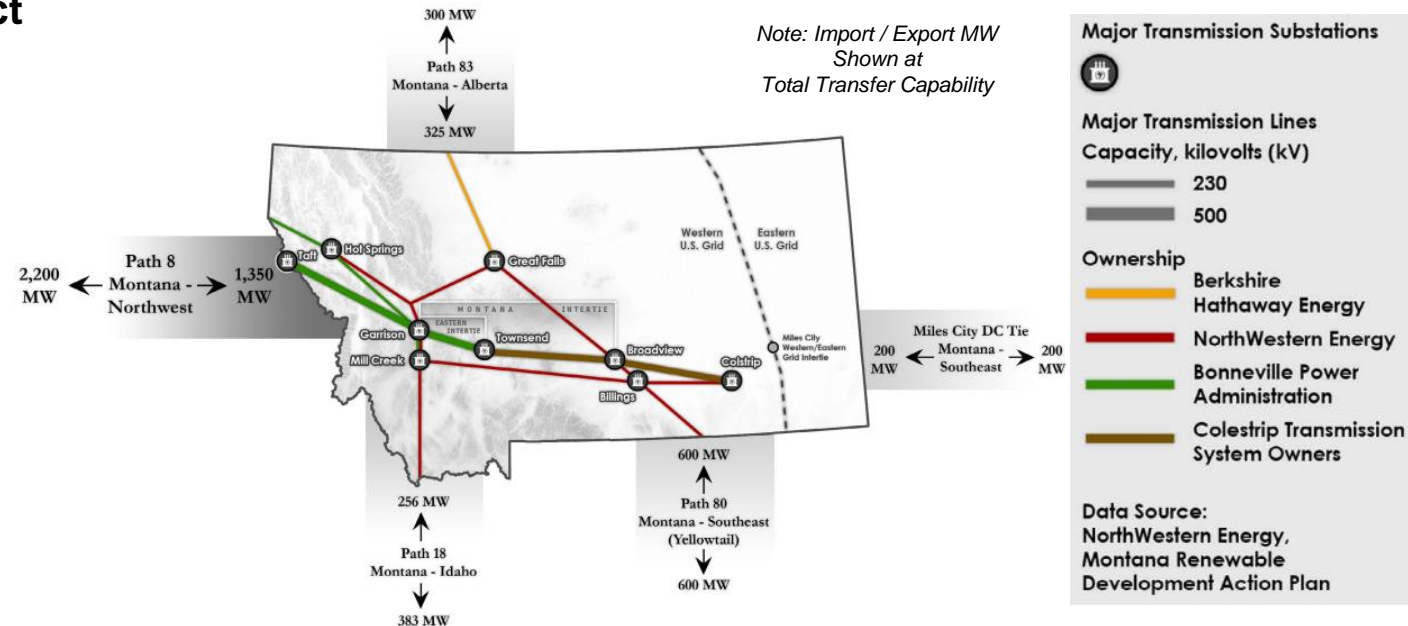 ct
300 MW
Path 83
Montana - Alberta
325 MW
Note: Import / Export MW
Shown at
Total Transfer Capability
2,200
MW
Path 8
Montana -
Northwest
1,350
MW
Taft
Hot Springs
Great Falls
Western
U.S. Grid
Eastern
U.S. Grid
MONTANA INTERTIE
EASTERN
INTERTIE
Garrison
Townsend
Mill Creek
Broadview
Colstrip
Billings
Miles City
Western/Eastern
Grid Intertie
200
MW
Miles City DC Tie
Montana -
Southeast
200
MW
256 MW
Path 18
Montana - Idaho
383 MW
600 MW
Path 80
Montana - Southeast
(Yellowtail)
600 MW
Major Transmission Substations
Major Transmission Lines
Capacity, kilovolts (kV)
230
500
Ownership
Berkshire
Hathaway Energy
NorthWestern Energy
Bonneville Power
Administration
Colestrip Transmission
System Owners
Data Source:
NorthWestern Energy,
Montana Renewable
Development Action Plan